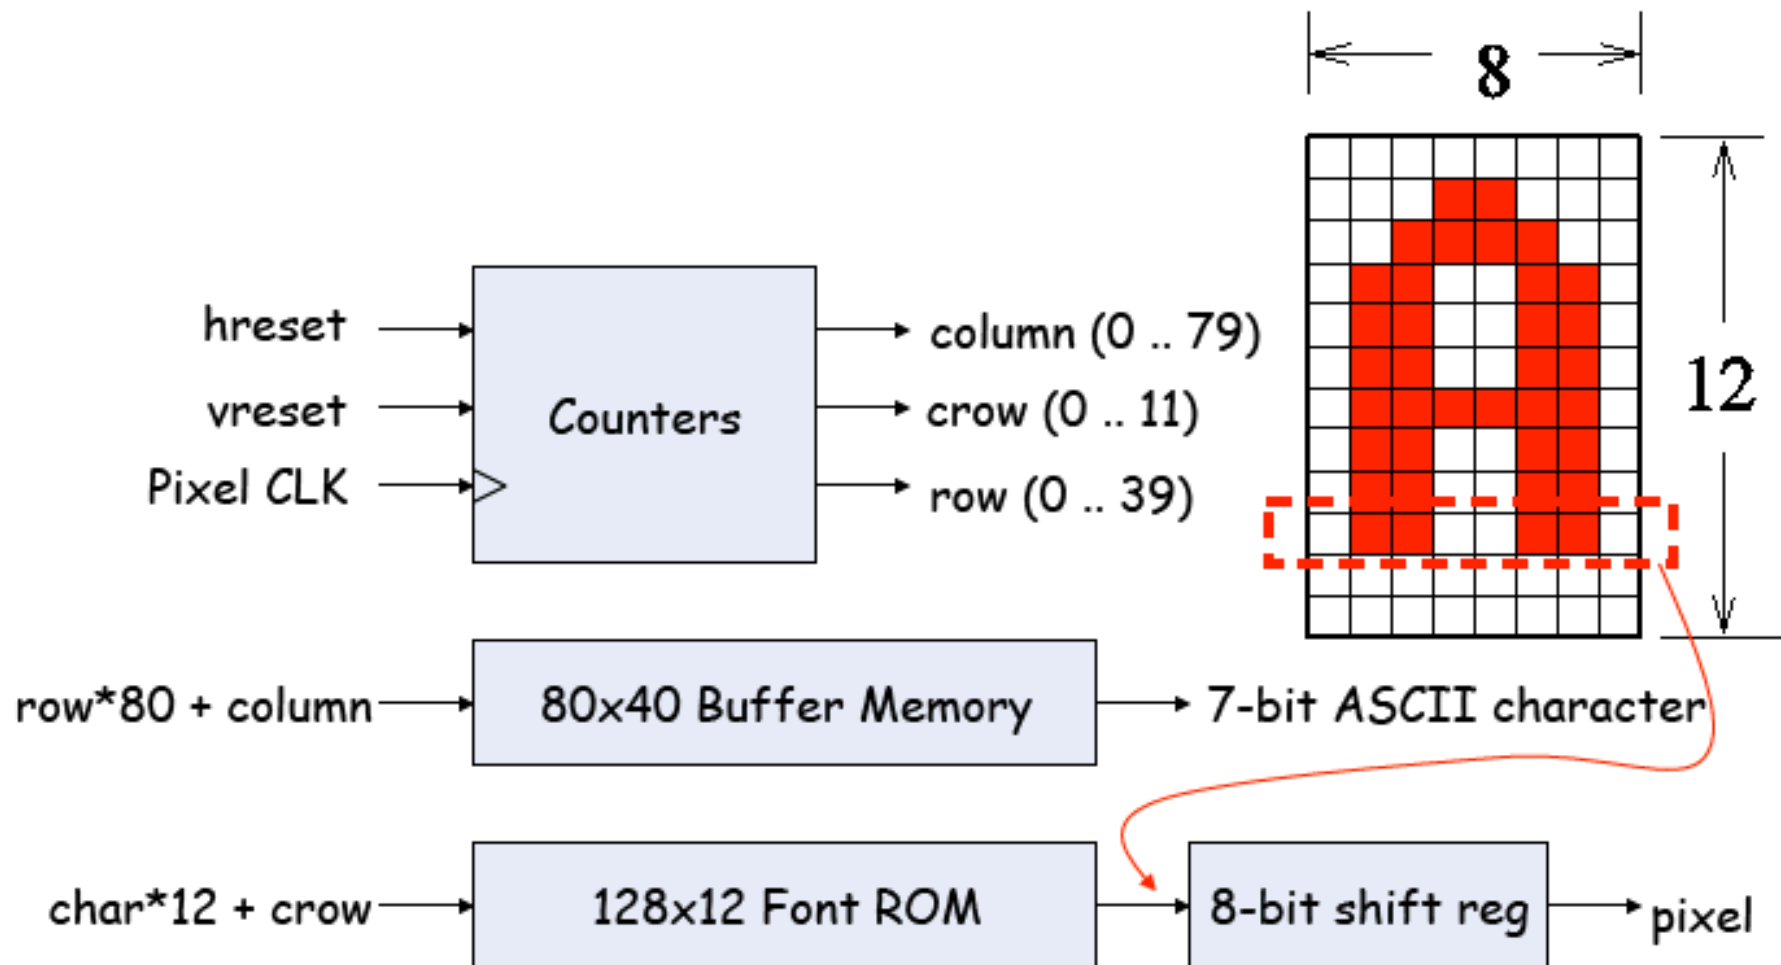 8
12
hreset
vreset
Pixel CLK
Counters
column (0 .. 79)
crow (0 .. 11)
row (0 .. 39)
row*80 + column
80x40 Buffer Memory
7-bit ASCII character
char*12 + crow
128x12 Font ROM
8-bit shift reg
pixel